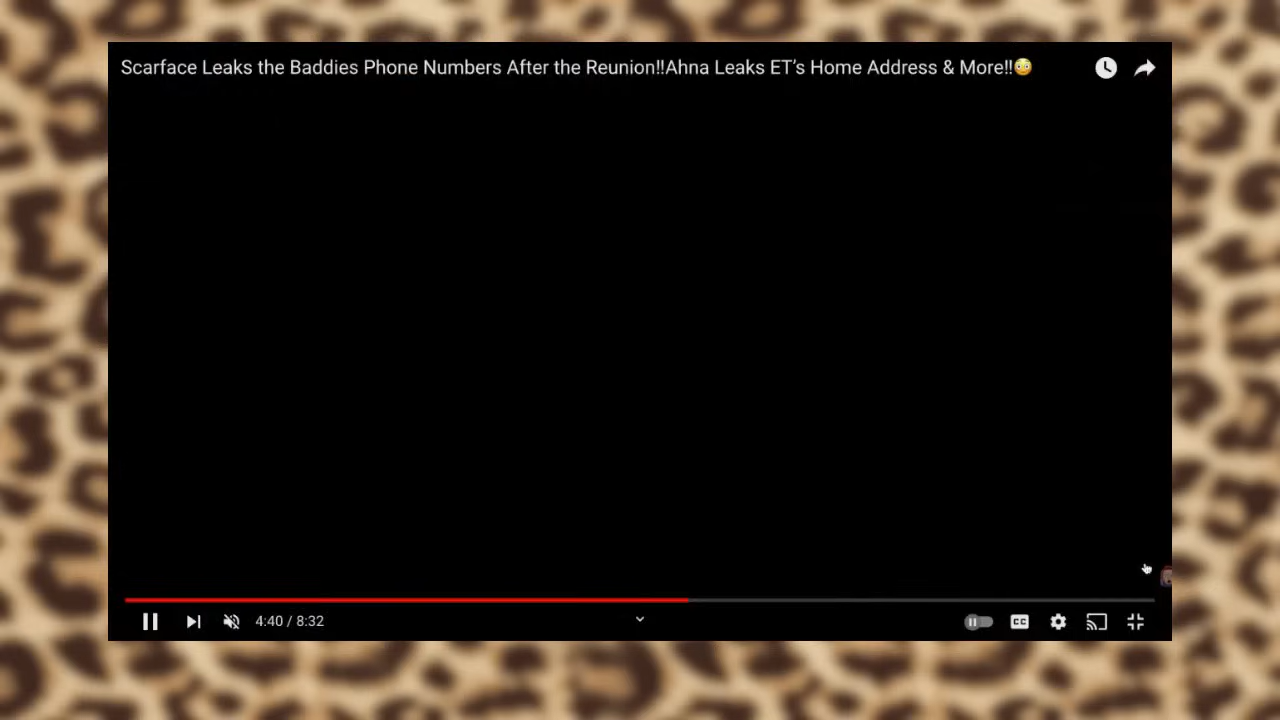 Scarface Leaks the Baddies Phone Numbers After the Reunion!!Ahna Leaks ET’s Home Address & More!!😳
4:40 / 8:32
CC